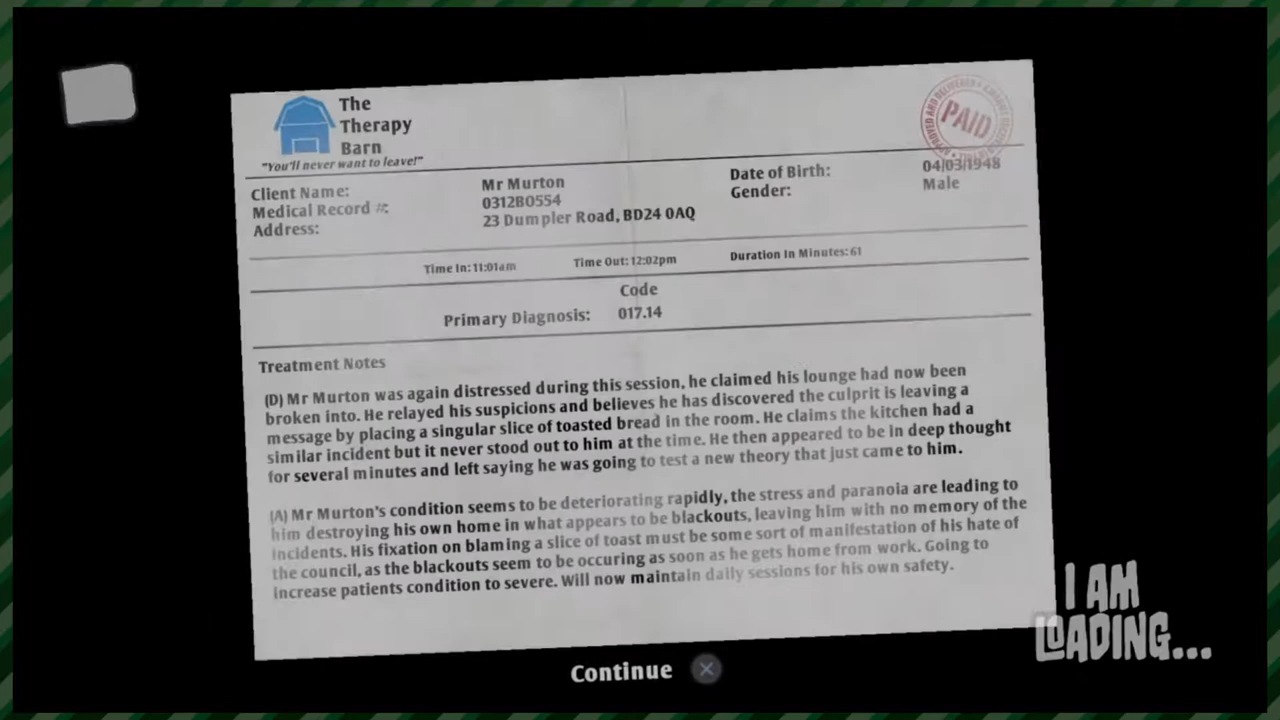 The
Therapy
Barn
"You'll never want to leave!"
PAID
Client Name: Mr Murton Date of Birth: 04/03/1948
Medical Record #: 0312B0554 Gender: Male
Address: 23 Dumpler Road, BD24 0AQ
Time In: 11:01am Time Out: 12:02pm Duration In Minutes: 61
Code
Primary Diagnosis: 017.14
Treatment Notes
(D) Mr Murton was again distressed during this session, he claimed his lounge had now been
broken into. He relayed his suspicions and believes he has discovered the culprit is leaving a
message by placing a singular slice of toasted bread in the room. He claims the kitchen had a
similar incident but it never stood out to him at the time. He then appeared to be in deep thought
for several minutes and left saying he was going to test a new theory that just came to him.
(A) Mr Murton's condition seems to be deteriorating rapidly, the stress and paranoia are leading to
him destroying his own home in what appears to be blackouts, leaving him with no memory of the
incidents. His fixation on blaming a slice of toast must be some sort of manifestation of his hate of
the council, as the blackouts seem to be occuring as soon as he gets home from work. Going to
increase patients condition to severe. Will now maintain daily sessions for his own safety.
I AM
LOADING...
Continue